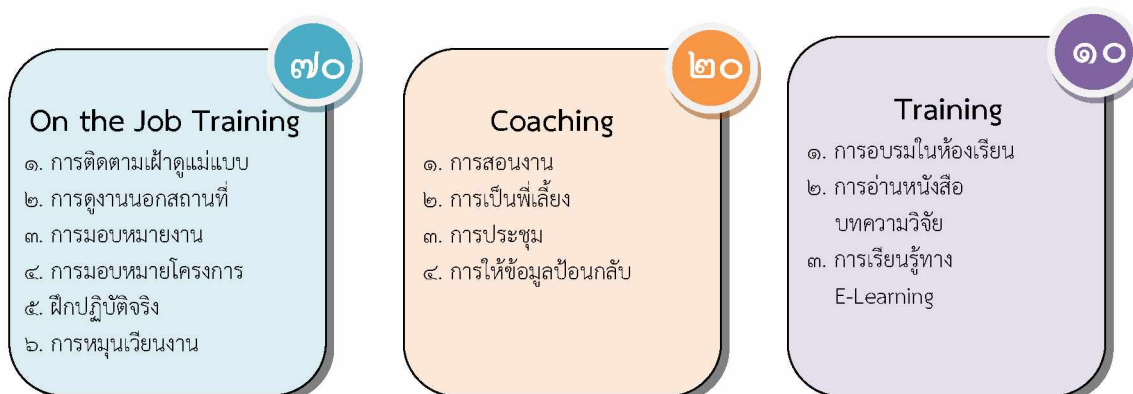 ๗๐
On the Job Training
๑. การติดตามเฝ้าดูแม่แบบ
๒. การดูงานนอกสถานที่
๓. การมอบหมายงาน
๔. การมอบหมายโครงการ
๕. ฝึกปฏิบัติจริง
๖. การหมุนเวียนงาน
๒๐
Coaching
๑. การสอนงาน
๒. การเป็นพี่เลี้ยง
๓. การประชุม
๔. การให้ข้อมูลป้อนกลับ
๑๐
Training
๑. การอบรมในห้องเรียน
๒. การอ่านหนังสือ
บทความวิจัย
๓. การเรียนรู้ทาง
E-Learning